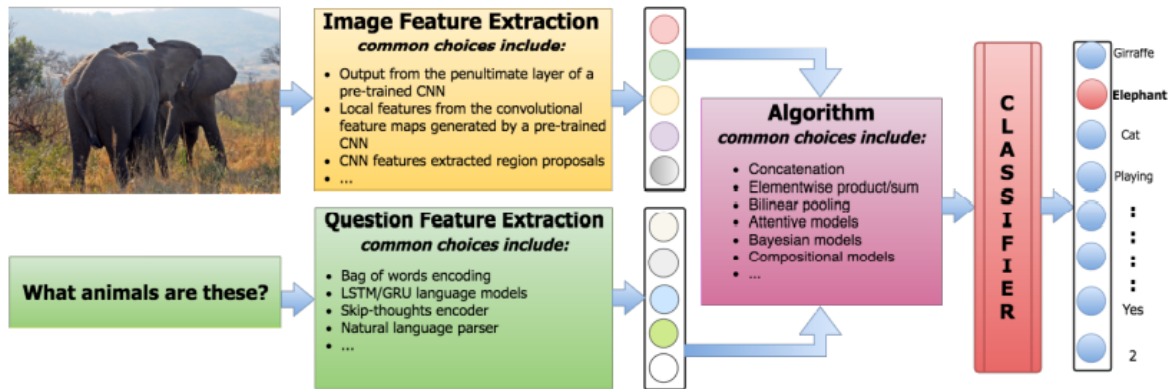 Image Feature Extraction
common choices include:
• Output from the penultimate layer of a
pre-trained CNN
• Local features from the convolutional
feature maps generated by a pre-trained
CNN
• CNN features extracted region proposals
• ...
What animals are these?
Question Feature Extraction
common choices include:
• Bag of words encoding
• LSTM/GRU language models
• Skip-thoughts encoder
• Natural language parser
• ...
Algorithm
common choices include:
• Concatenation
• Elementwise product/sum
• Bilinear pooling
• Attentive models
• Bayesian models
• Compositional models
• ...
CLASSIFIER
Girraffe
Elephant
Cat
Playing
Yes
2